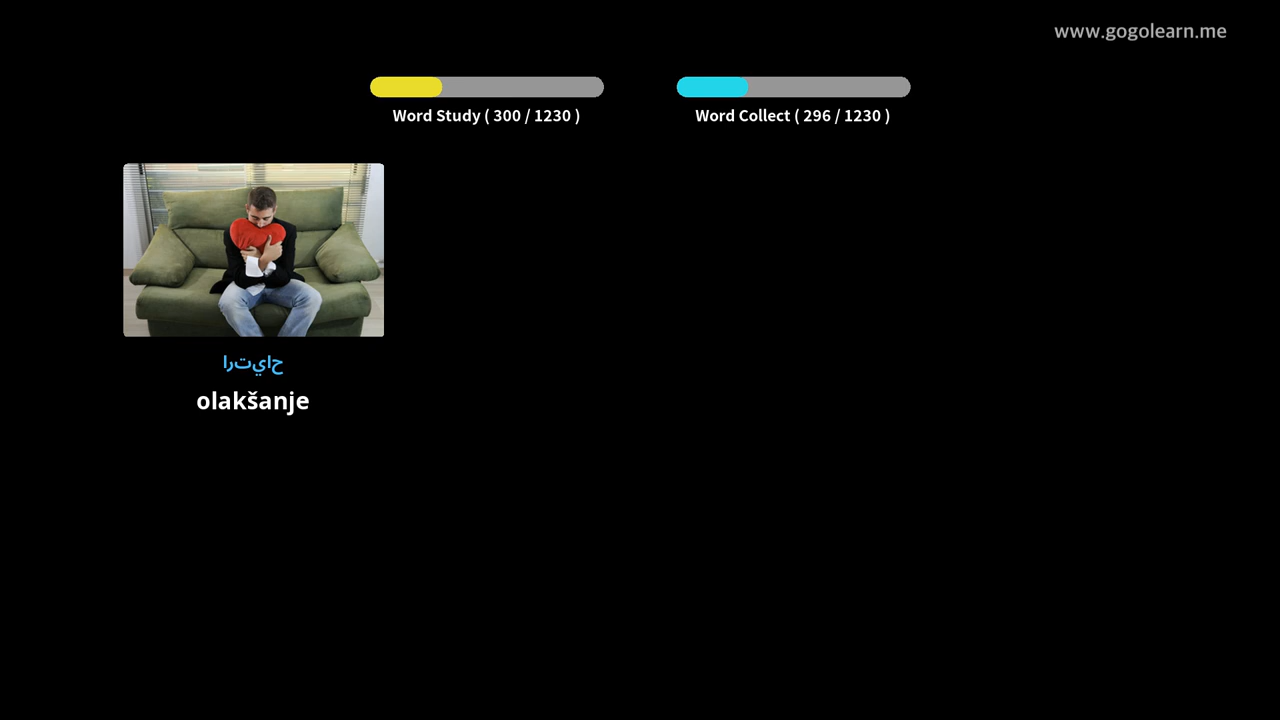 www.gogolearn.me
Word Study ( 300 / 1230 )
Word Collect ( 296 / 1230 )
ارتياح
olakšanje